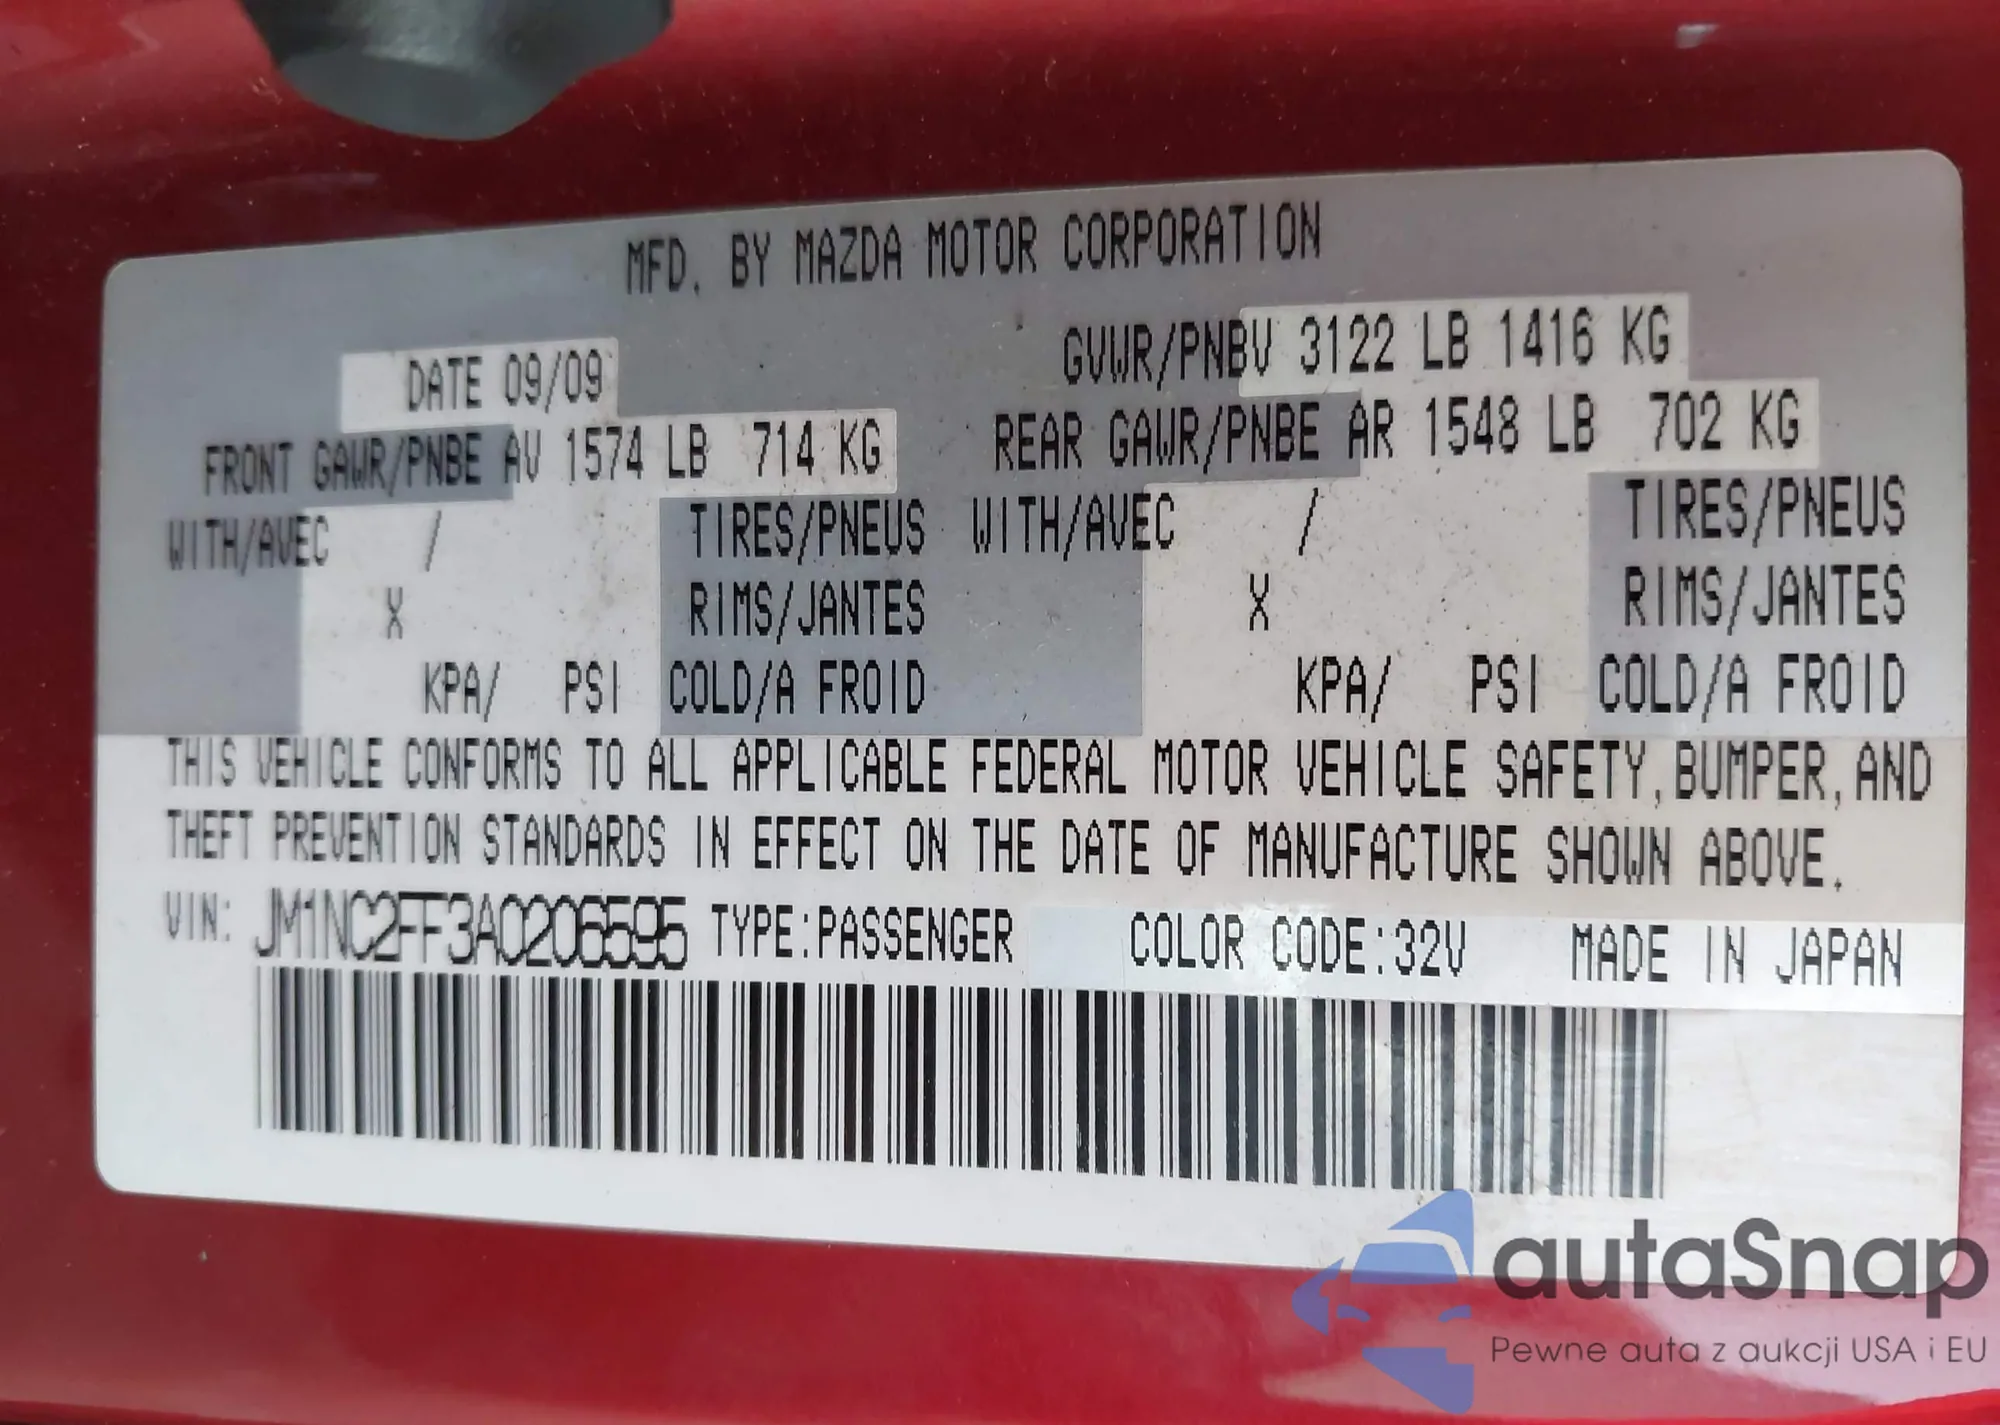 MFD. BY MAZDA MOTOR CORPORATION
DATE 09/09
GVWR/PNBV 3122 LB 1416 KG
FRONT GAWR/PNBE AV 1574 LB 714 KG
REAR GAWR/PNBE AR 1548 LB 702 KG
WITH/AVEC / TIRES/PNEUS WITH/AVEC / TIRES/PNEUS
X RIMS/JANTES X RIMS/JANTES
KPA/ PSI COLD/A FROID KPA/ PSI COLD/A FROID
THIS VEHICLE CONFORMS TO ALL APPLICABLE FEDERAL MOTOR VEHICLE SAFETY, BUMPER, AND
THEFT PREVENTION STANDARDS IN EFFECT ON THE DATE OF MANUFACTURE SHOWN ABOVE.
VIN: JM1NC2FF3A0206595 TYPE:PASSENGER COLOR CODE:32V MADE IN JAPAN
autaSnap
Pewne auta z aukcji USA i EU